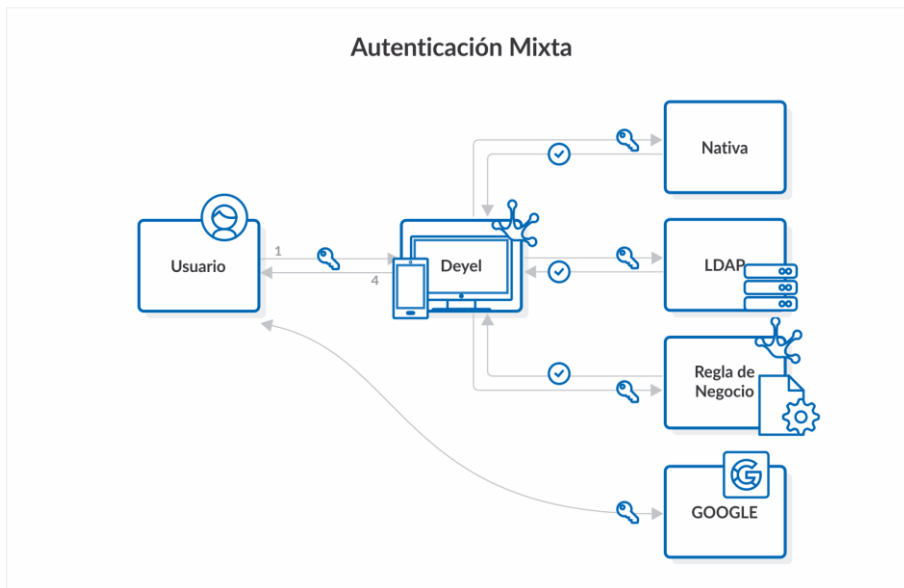 Autenticación Mixta
Nativa
Usuario
1
4
Deyel
LDAP
Regla de
Negocio
G
GOOGLE